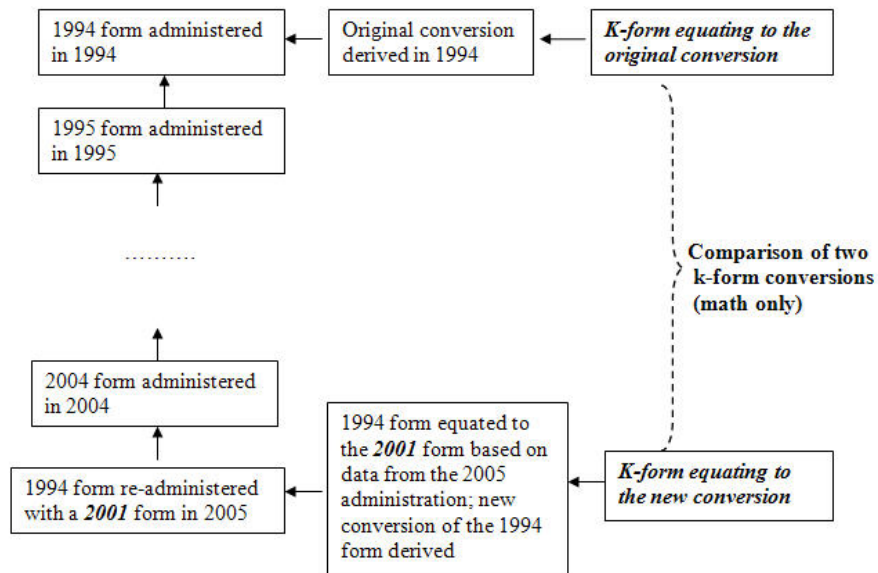 1994 form administered
in 1994
Original conversion
derived in 1994
K-form equating to the
original conversion
1995 form administered
in 1995
..........
Comparison of two
k-form conversions
(math only)
2004 form administered
in 2004
1994 form equated to
the 2001 form based on
data from the 2005
administration; new
conversion of the 1994
form derived
K-form equating to
the new conversion
1994 form re-administered
with a 2001 form in 2005